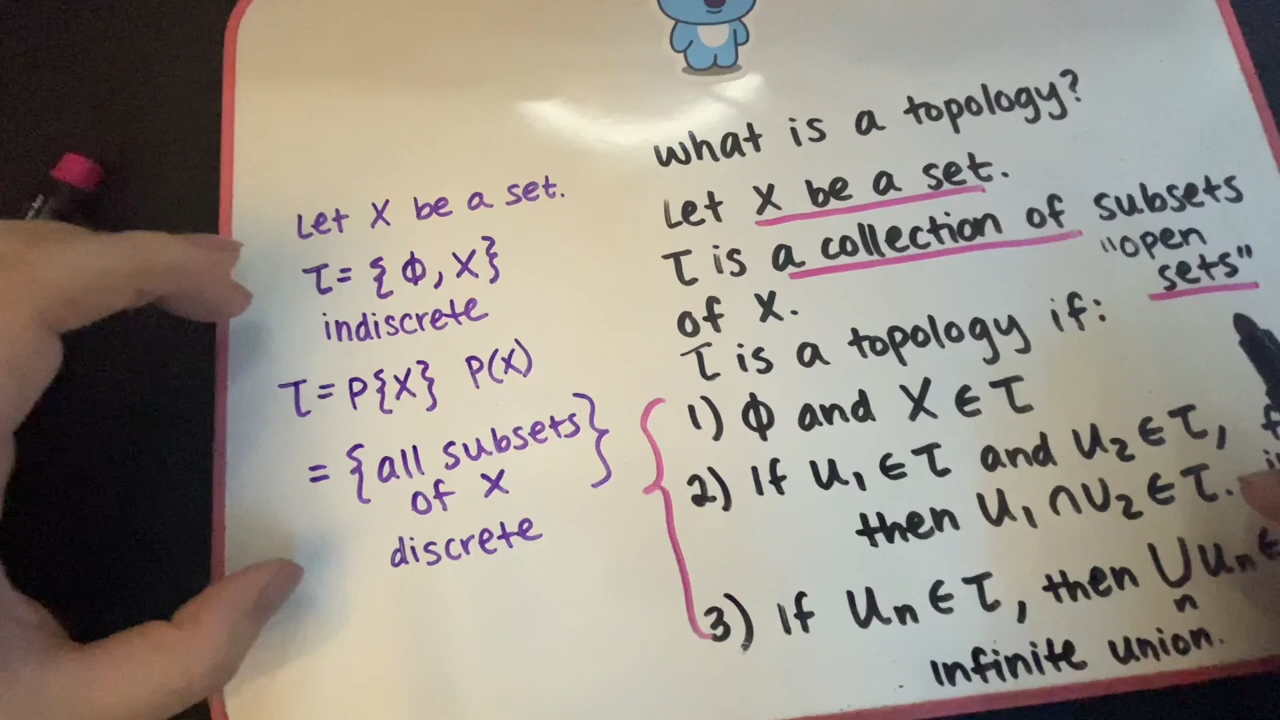 What is a topology?
Let X be a set.
τ is a collection of subsets
"open
sets"
of X.
τ is a topology if:
1) Φ and X ∈ τ
2) If U₁ ∈ τ and U₂ ∈ τ,
then U₁ ∩ U₂ ∈ τ.
3) If Uₙ ∈ τ, then ⋃ Uₙ ∈
n
infinite union.
Let X be a set.
τ = {Φ, X}
indiscrete
τ = P{X} P(X)
= {all subsets
of X}
discrete